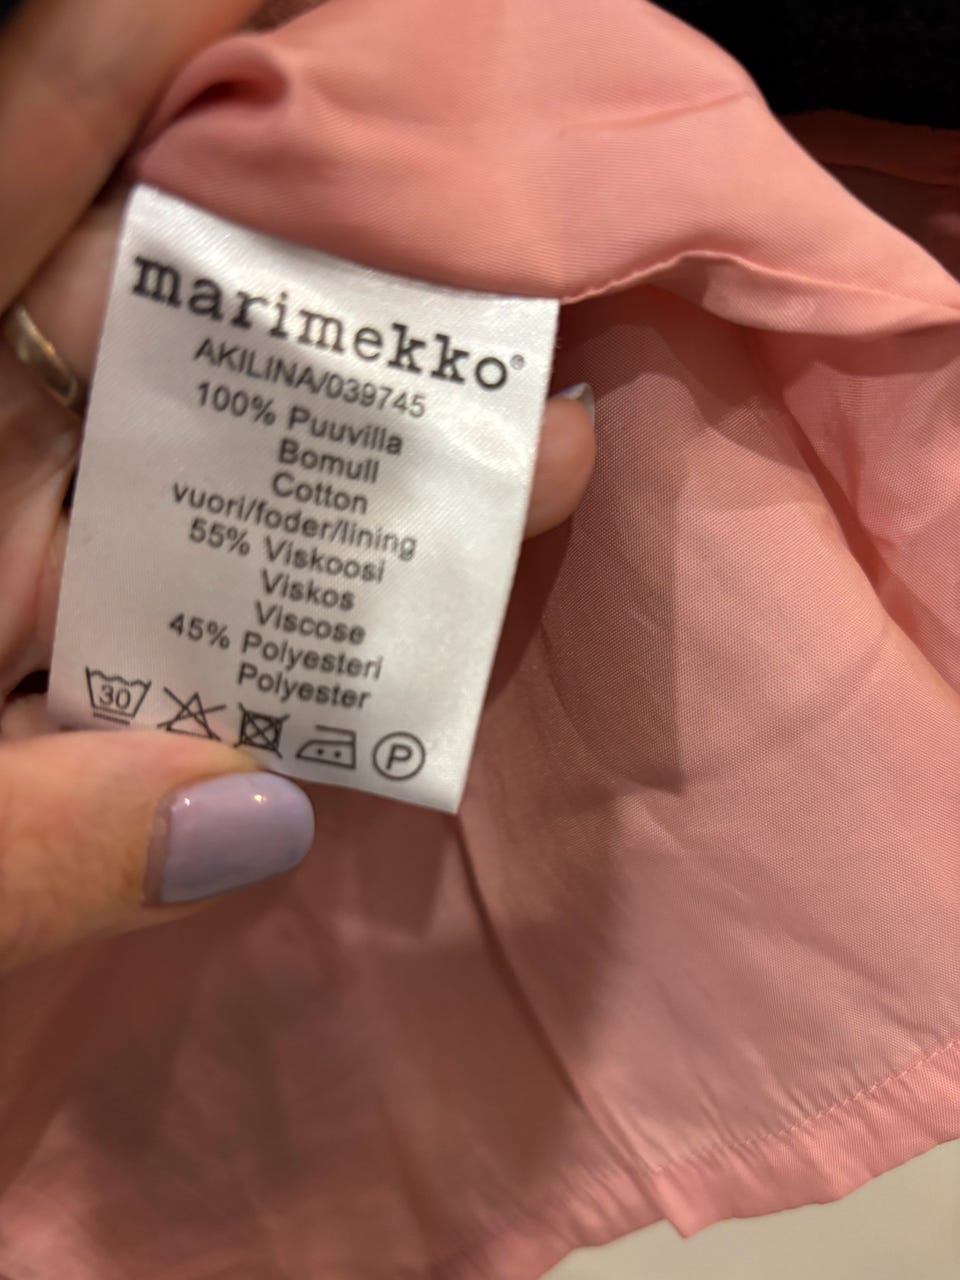 marimekko®
AKILINA/039745
100% Puuvilla
Bomull
Cotton
vuori/foder/lining
55% Viskoosi
Viskos
Viscose
45% Polyesteri
Polyester
30
P